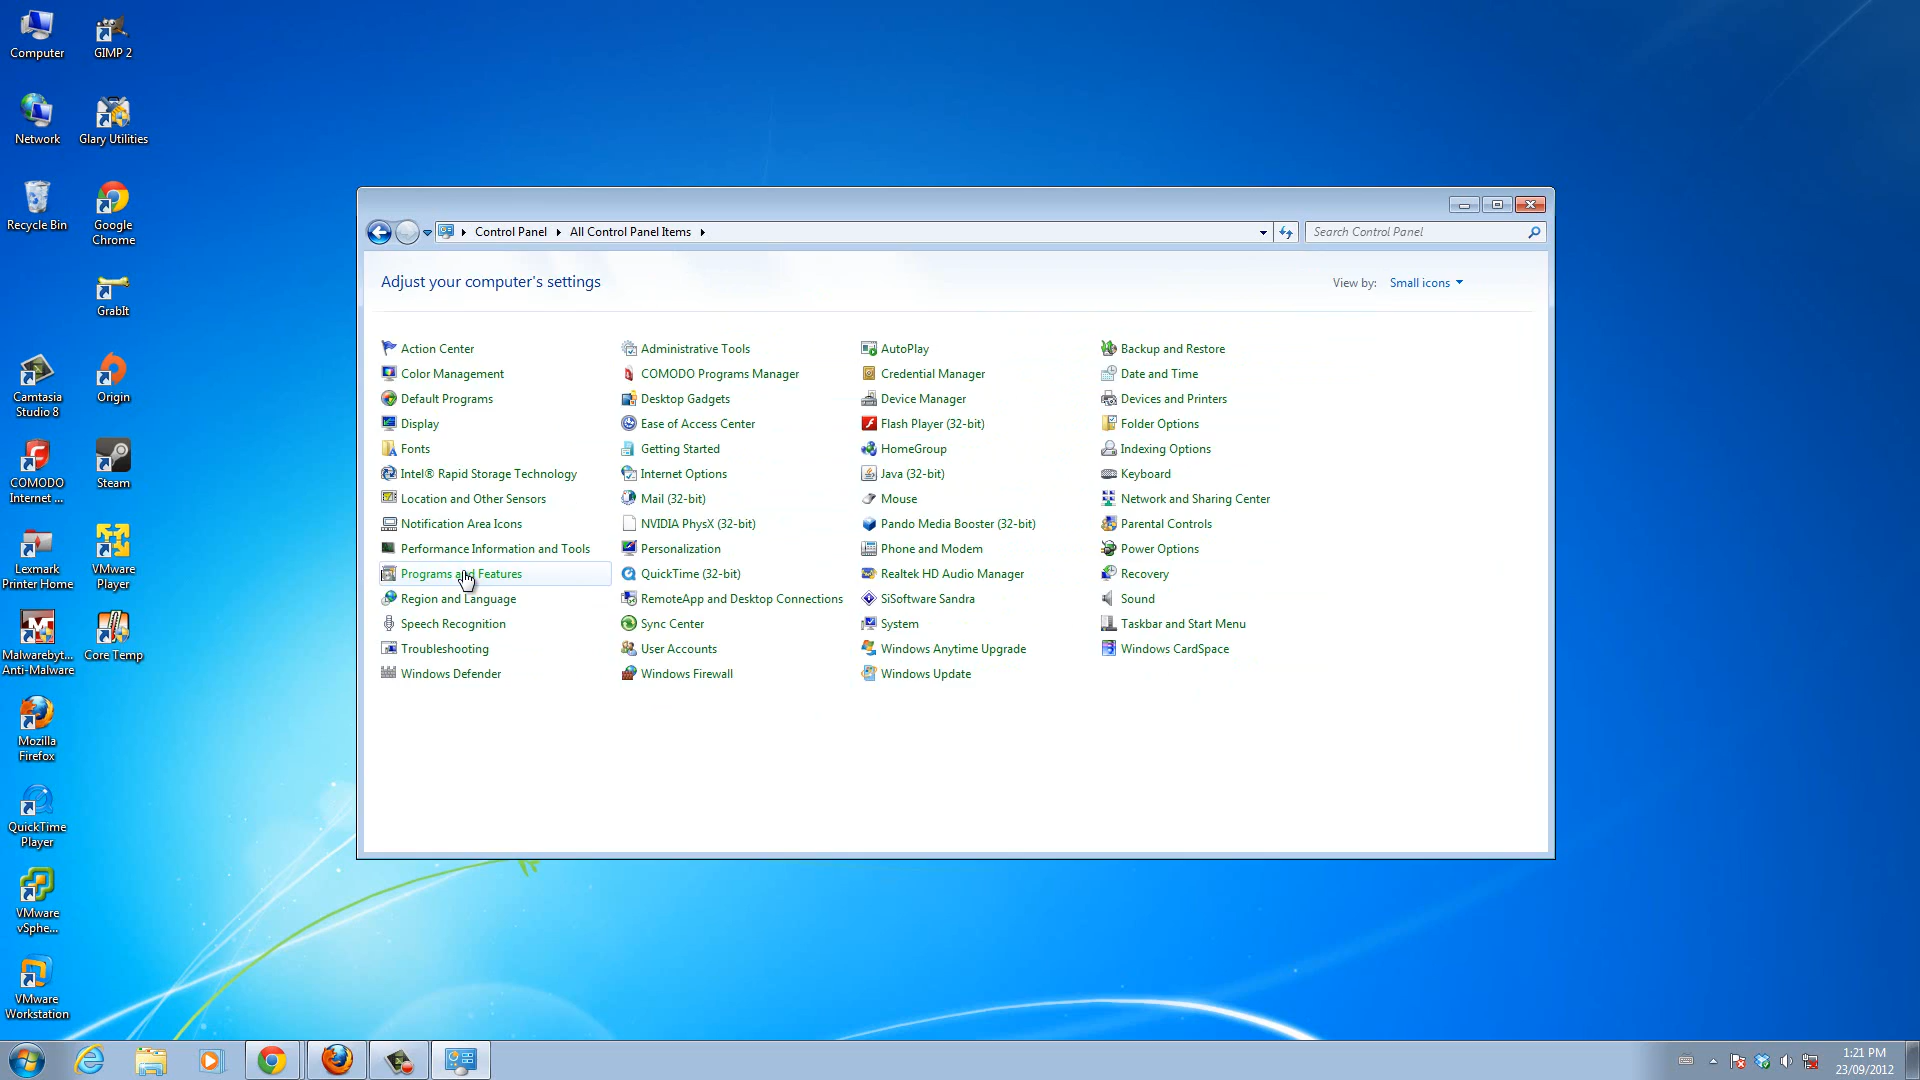 Computer
GIMP 2
Network
Glary Utilities
Recycle Bin
Google
Chrome
GrabIt
Camtasia
Studio 8
Origin
COMODO
Internet ...
Steam
Lexmark
Printer Home
VMware
Player
Malwarebyt...
Anti-Malware
Core Temp
Mozilla
Firefox
QuickTime
Player
VMware
vSphe...
VMware
Workstation
Control Panel
All Control Panel Items
Search Control Panel
Adjust your computer's settings
View by: Small icons
Action Center
Administrative Tools
AutoPlay
Backup and Restore
Color Management
COMODO Programs Manager
Credential Manager
Date and Time
Default Programs
Desktop Gadgets
Device Manager
Devices and Printers
Display
Ease of Access Center
Flash Player (32-bit)
Folder Options
Fonts
Getting Started
HomeGroup
Indexing Options
Intel® Rapid Storage Technology
Internet Options
Java (32-bit)
Keyboard
Location and Other Sensors
Mail (32-bit)
Mouse
Network and Sharing Center
Notification Area Icons
NVIDIA PhysX (32-bit)
Pando Media Booster (32-bit)
Parental Controls
Performance Information and Tools
Personalization
Phone and Modem
Power Options
Programs and Features
QuickTime (32-bit)
Realtek HD Audio Manager
Recovery
Region and Language
RemoteApp and Desktop Connections
SiSoftware Sandra
Sound
Speech Recognition
Sync Center
System
Taskbar and Start Menu
Troubleshooting
User Accounts
Windows Anytime Upgrade
Windows CardSpace
Windows Defender
Windows Firewall
Windows Update
1:21 PM
23/09/2012